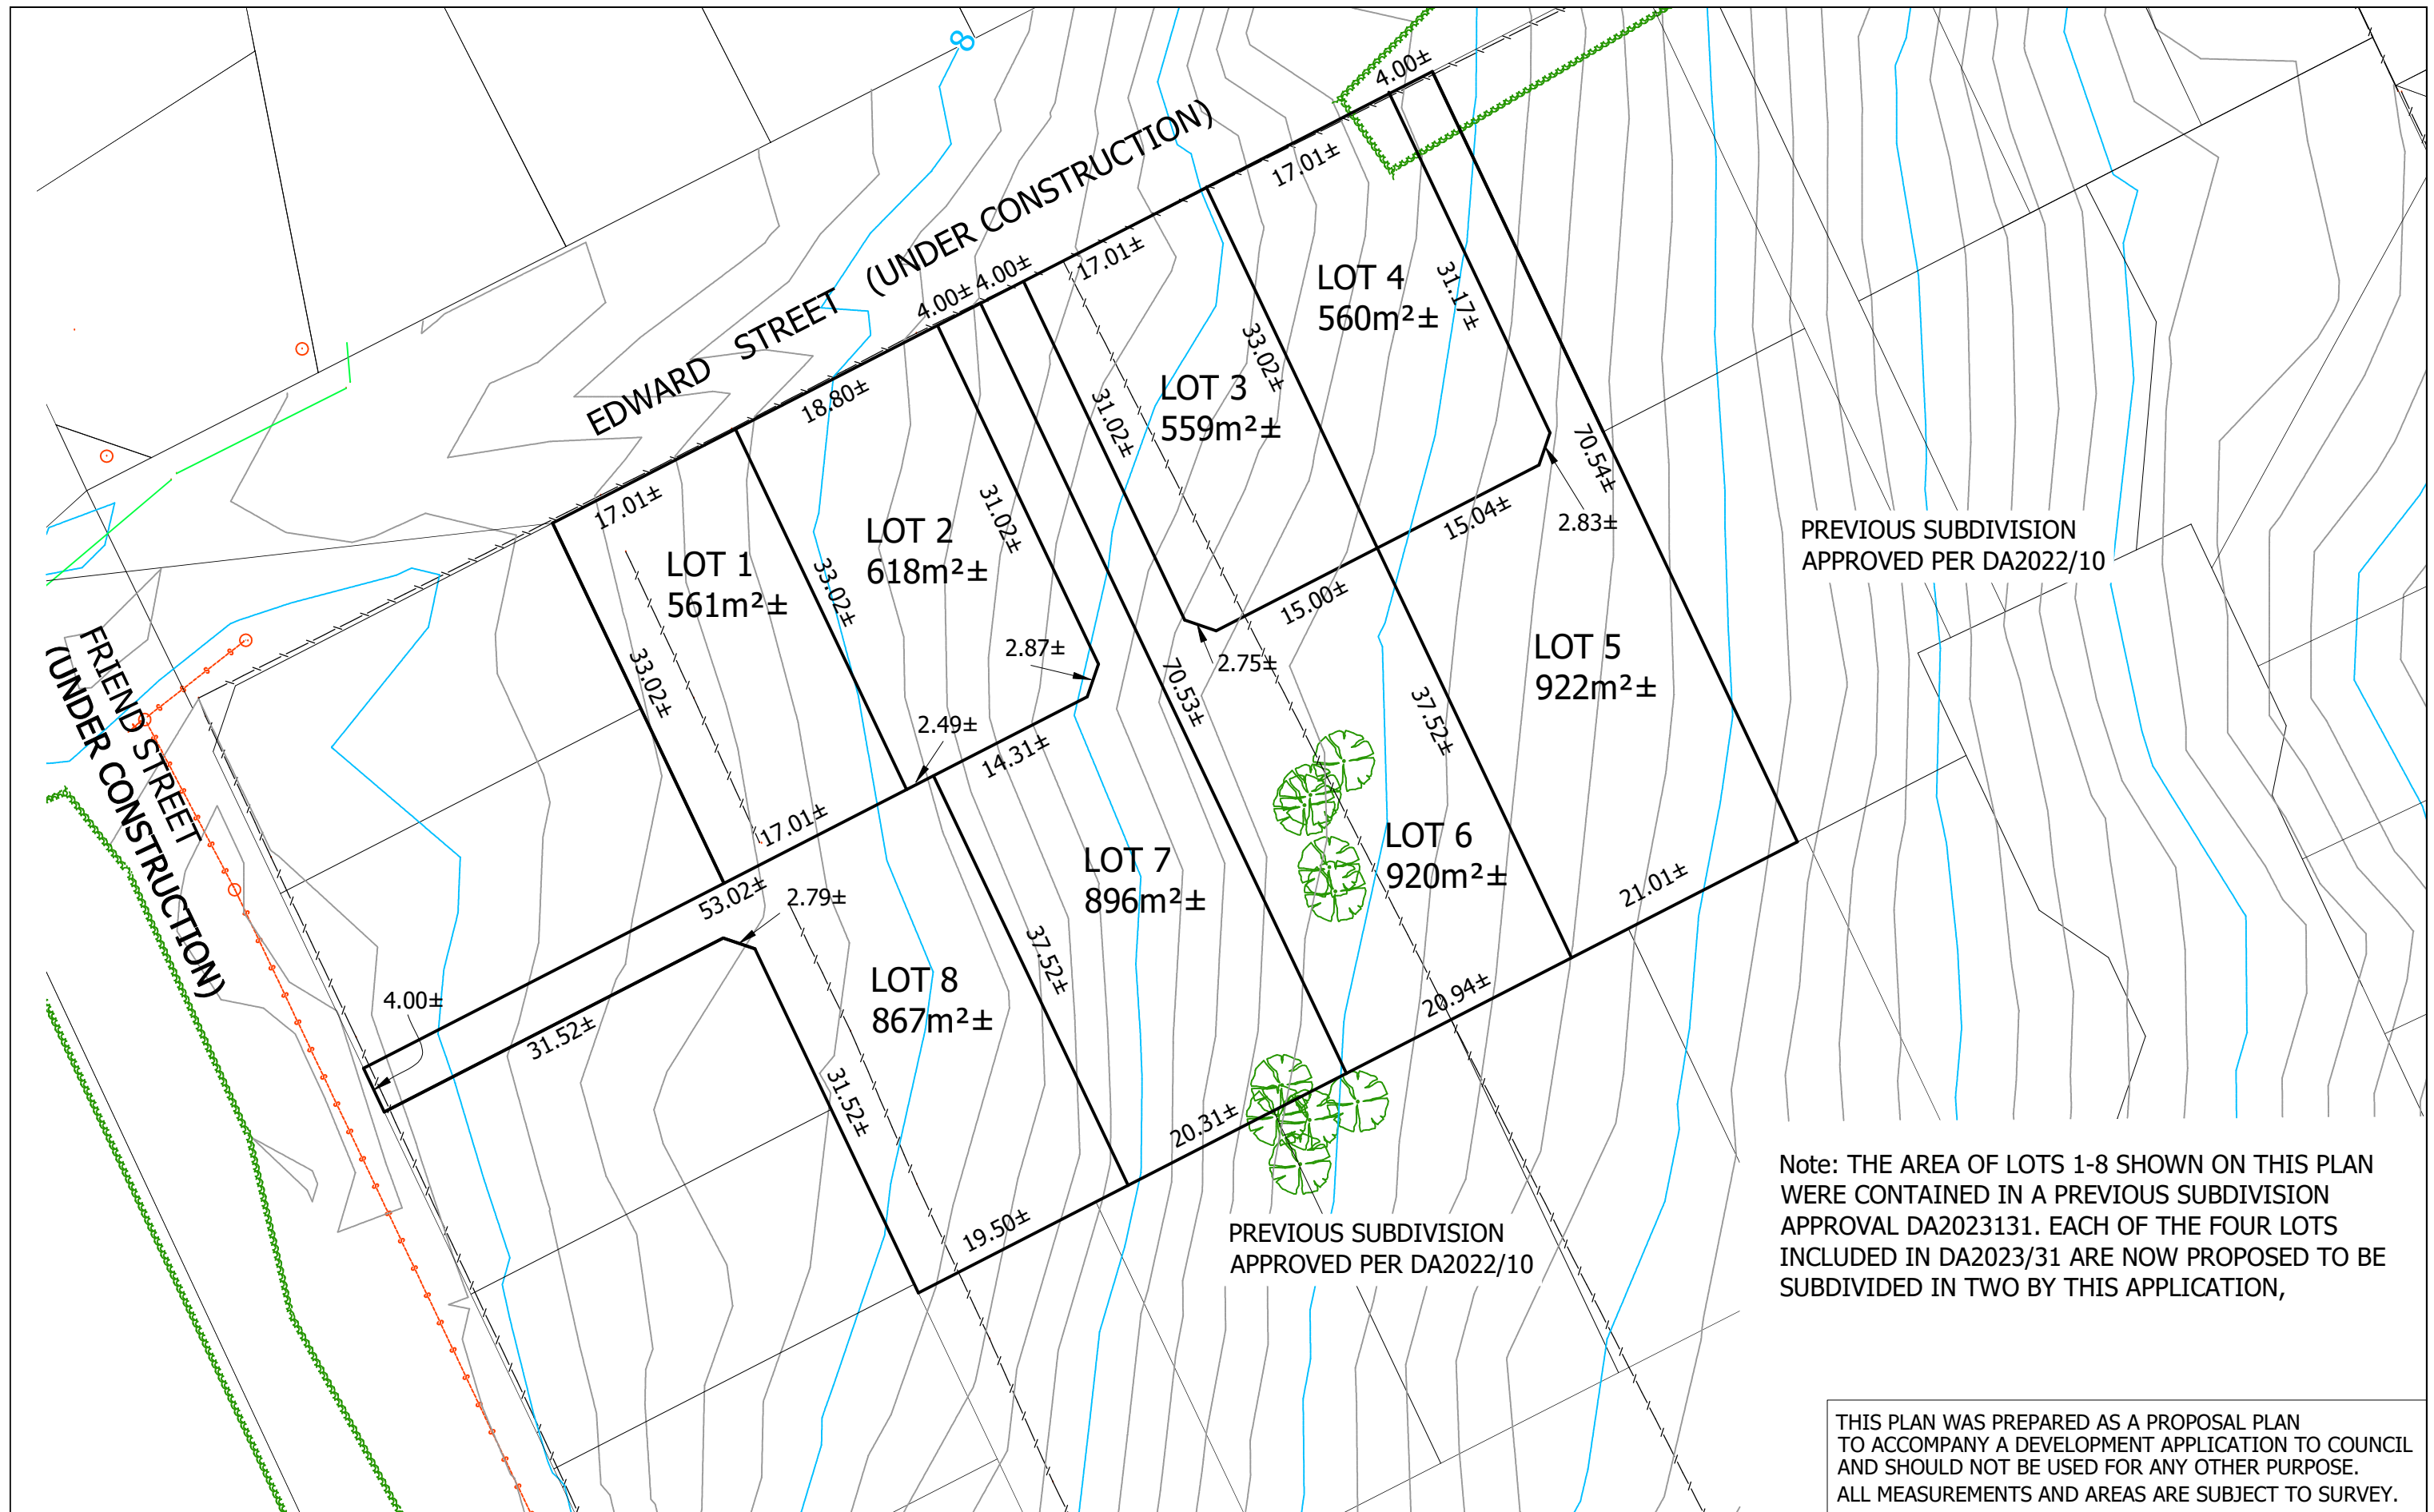 8
4.00±
EDWARD STREET (UNDER CONSTRUCTION)
17.01±
17.01±
4.00±
4.00±
18.80±
17.01±
LOT 4
560m²±
31.17±
33.02±
LOT 3
559m²±
31.02±
70.54±
15.04±
2.83±
LOT 2
618m²±
31.02±
LOT 1
561m²±
33.02±
33.02±
15.00±
2.75±
2.87±
70.53±
2.49±
14.31±
17.01±
PREVIOUS SUBDIVISION
APPROVED PER DA2022/10
LOT 5
922m²±
37.52±
FRIEND STREET
(UNDER CONSTRUCTION)
LOT 6
920m²±
LOT 7
896m²±
21.01±
53.02±
2.79±
37.52±
LOT 8
867m²±
20.94±
4.00±
31.52±
31.52±
20.31±
19.50±
PREVIOUS SUBDIVISION
APPROVED PER DA2022/10
Note: THE AREA OF LOTS 1-8 SHOWN ON THIS PLAN
WERE CONTAINED IN A PREVIOUS SUBDIVISION
APPROVAL DA2023131. EACH OF THE FOUR LOTS
INCLUDED IN DA2023/31 ARE NOW PROPOSED TO BE
SUBDIVIDED IN TWO BY THIS APPLICATION,
THIS PLAN WAS PREPARED AS A PROPOSAL PLAN
TO ACCOMPANY A DEVELOPMENT APPLICATION TO COUNCIL
AND SHOULD NOT BE USED FOR ANY OTHER PURPOSE.
ALL MEASUREMENTS AND AREAS ARE SUBJECT TO SURVEY.